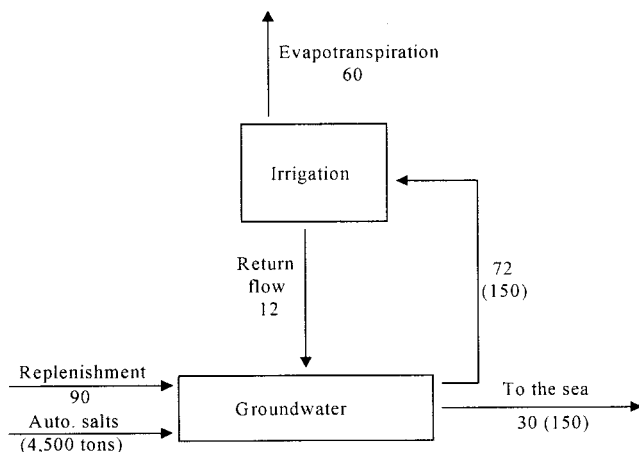 Evapotranspiration
60
Irrigation
Return
flow
12
72
(150)
Replenishment
90
Auto. salts
(4,500 tons)
Groundwater
To the sea
30 (150)